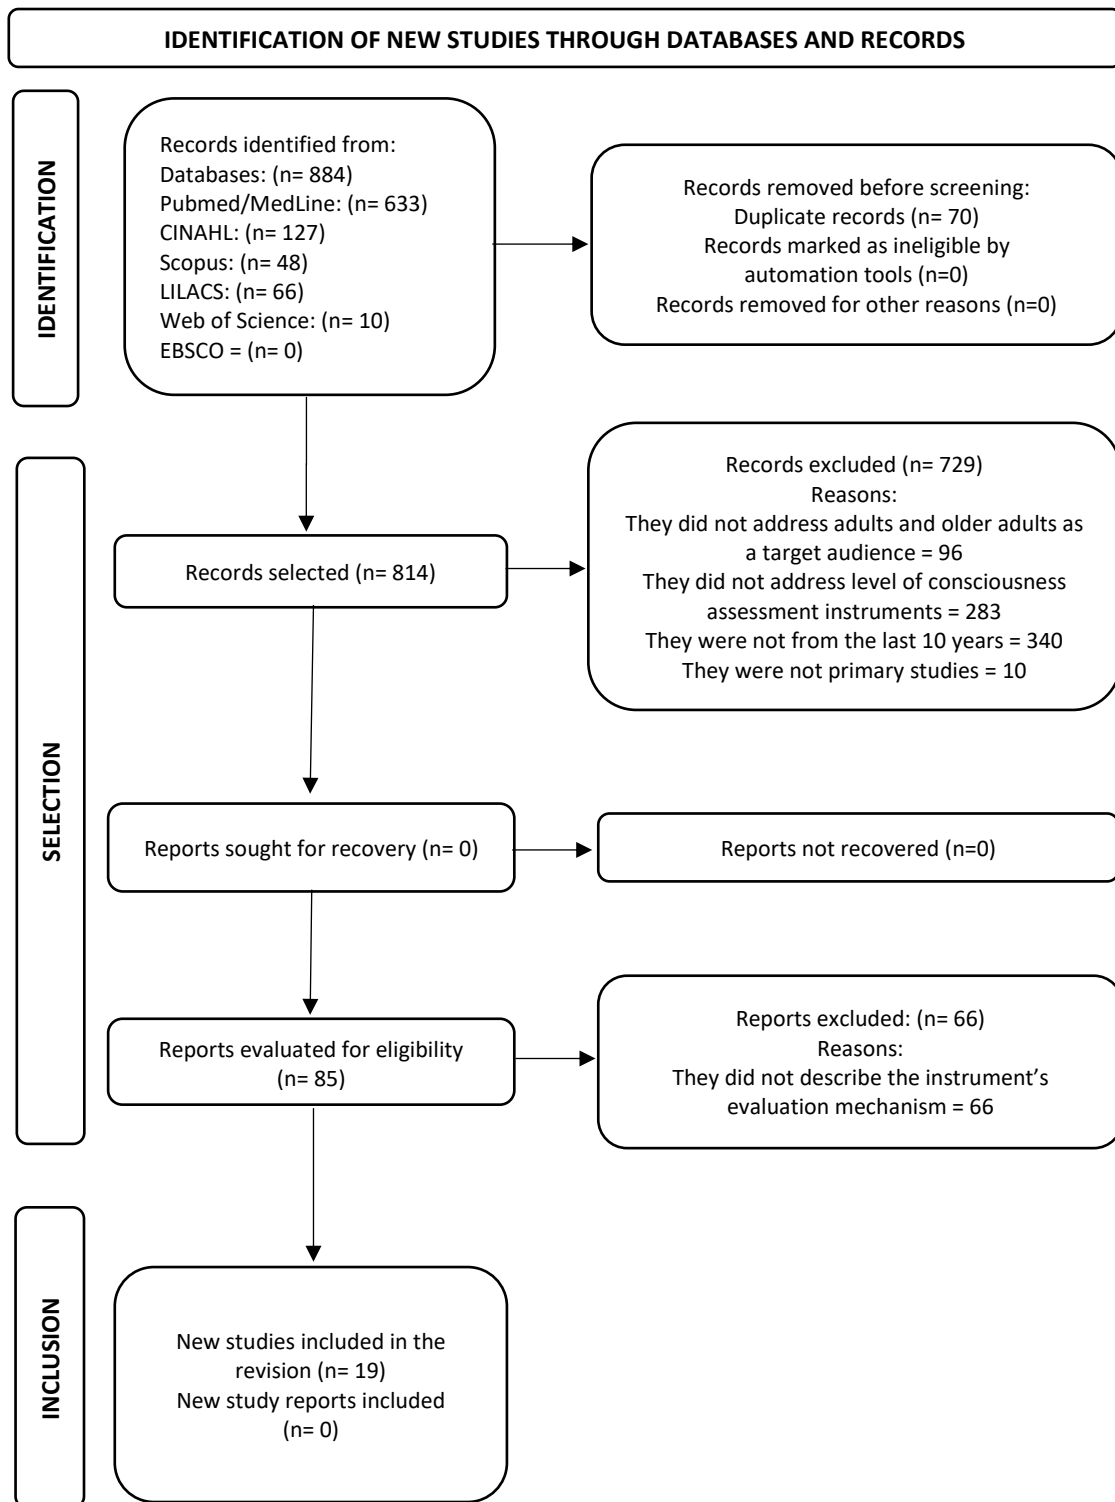 IDENTIFICATION OF NEW STUDIES THROUGH DATABASES AND RECORDS
IDENTIFICATION
Records identified from:
Databases: (n= 884)
Pubmed/MedLine: (n= 633)
CINAHL: (n= 127)
Scopus: (n= 48)
LILACS: (n= 66)
Web of Science: (n= 10)
EBSCO = (n= 0)
Records removed before screening:
Duplicate records (n= 70)
Records marked as ineligible by
automation tools (n=0)
Records removed for other reasons (n=0)
SELECTION
Records selected (n= 814)
Records excluded (n= 729)
Reasons:
They did not address adults and older adults as
a target audience = 96
They did not address level of consciousness
assessment instruments = 283
They were not from the last 10 years = 340
They were not primary studies = 10
Reports sought for recovery (n= 0)
Reports not recovered (n=0)
Reports evaluated for eligibility
(n= 85)
Reports excluded: (n= 66)
Reasons:
They did not describe the instrument’s
evaluation mechanism = 66
INCLUSION
New studies included in the
revision (n= 19)
New study reports included
(n= 0)